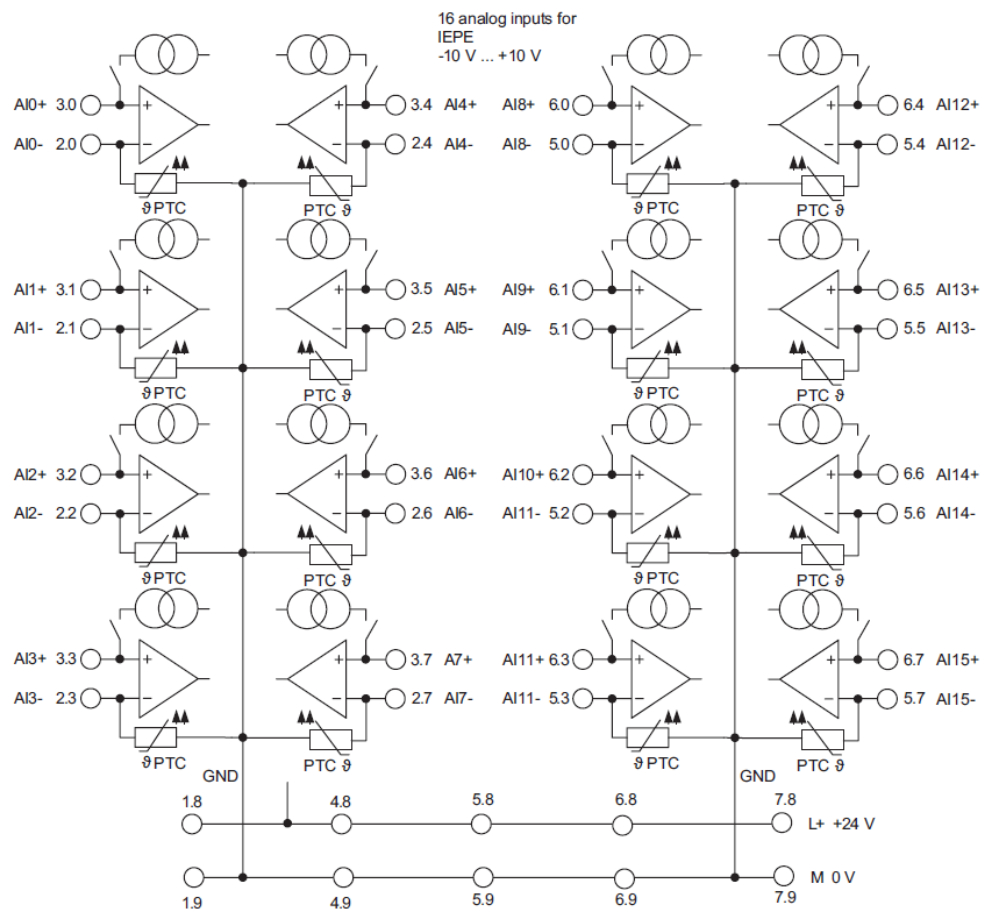 16 analog inputs for
IEPE
-10 V ... +10 V
AI0+ 3.0 + + 3.4 AI4+ AI8+ 6.0 + + 6.4 AI12+
AI0- 2.0 − − 2.4 AI4- AI8- 5.0 − − 5.4 AI12-
ϑ PTC PTC ϑ ϑ PTC PTC ϑ
AI1+ 3.1 + + 3.5 AI5+ AI9+ 6.1 + + 6.5 AI13+
AI1- 2.1 − − 2.5 AI5- AI9- 5.1 − − 5.5 AI13-
ϑ PTC PTC ϑ ϑ PTC PTC ϑ
AI2+ 3.2 + + 3.6 AI6+ AI10+ 6.2 + + 6.6 AI14+
AI2- 2.2 − − 2.6 AI6- AI11- 5.2 − − 5.6 AI14-
ϑ PTC PTC ϑ ϑ PTC PTC ϑ
AI3+ 3.3 + + 3.7 A7+ AI11+ 6.3 + + 6.7 AI15+
AI3- 2.3 − − 2.7 AI7- AI11- 5.3 − − 5.7 AI15-
ϑ PTC PTC ϑ ϑ PTC PTC ϑ
GND GND
1.8 4.8 5.8 6.8 7.8
L+ +24 V
M 0 V
1.9 4.9 5.9 6.9 7.9